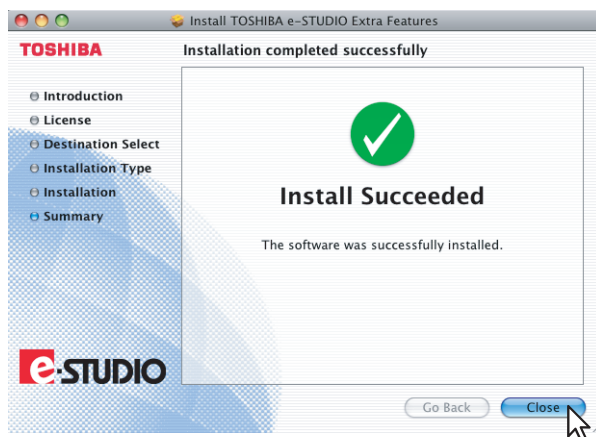 Install TOSHIBA e-STUDIO Extra Features
TOSHIBA
Installation completed successfully
Introduction
License
Destination Select
Installation Type
Installation
Summary
Install Succeeded
The software was successfully installed.
e-STUDIO
Go Back
Close